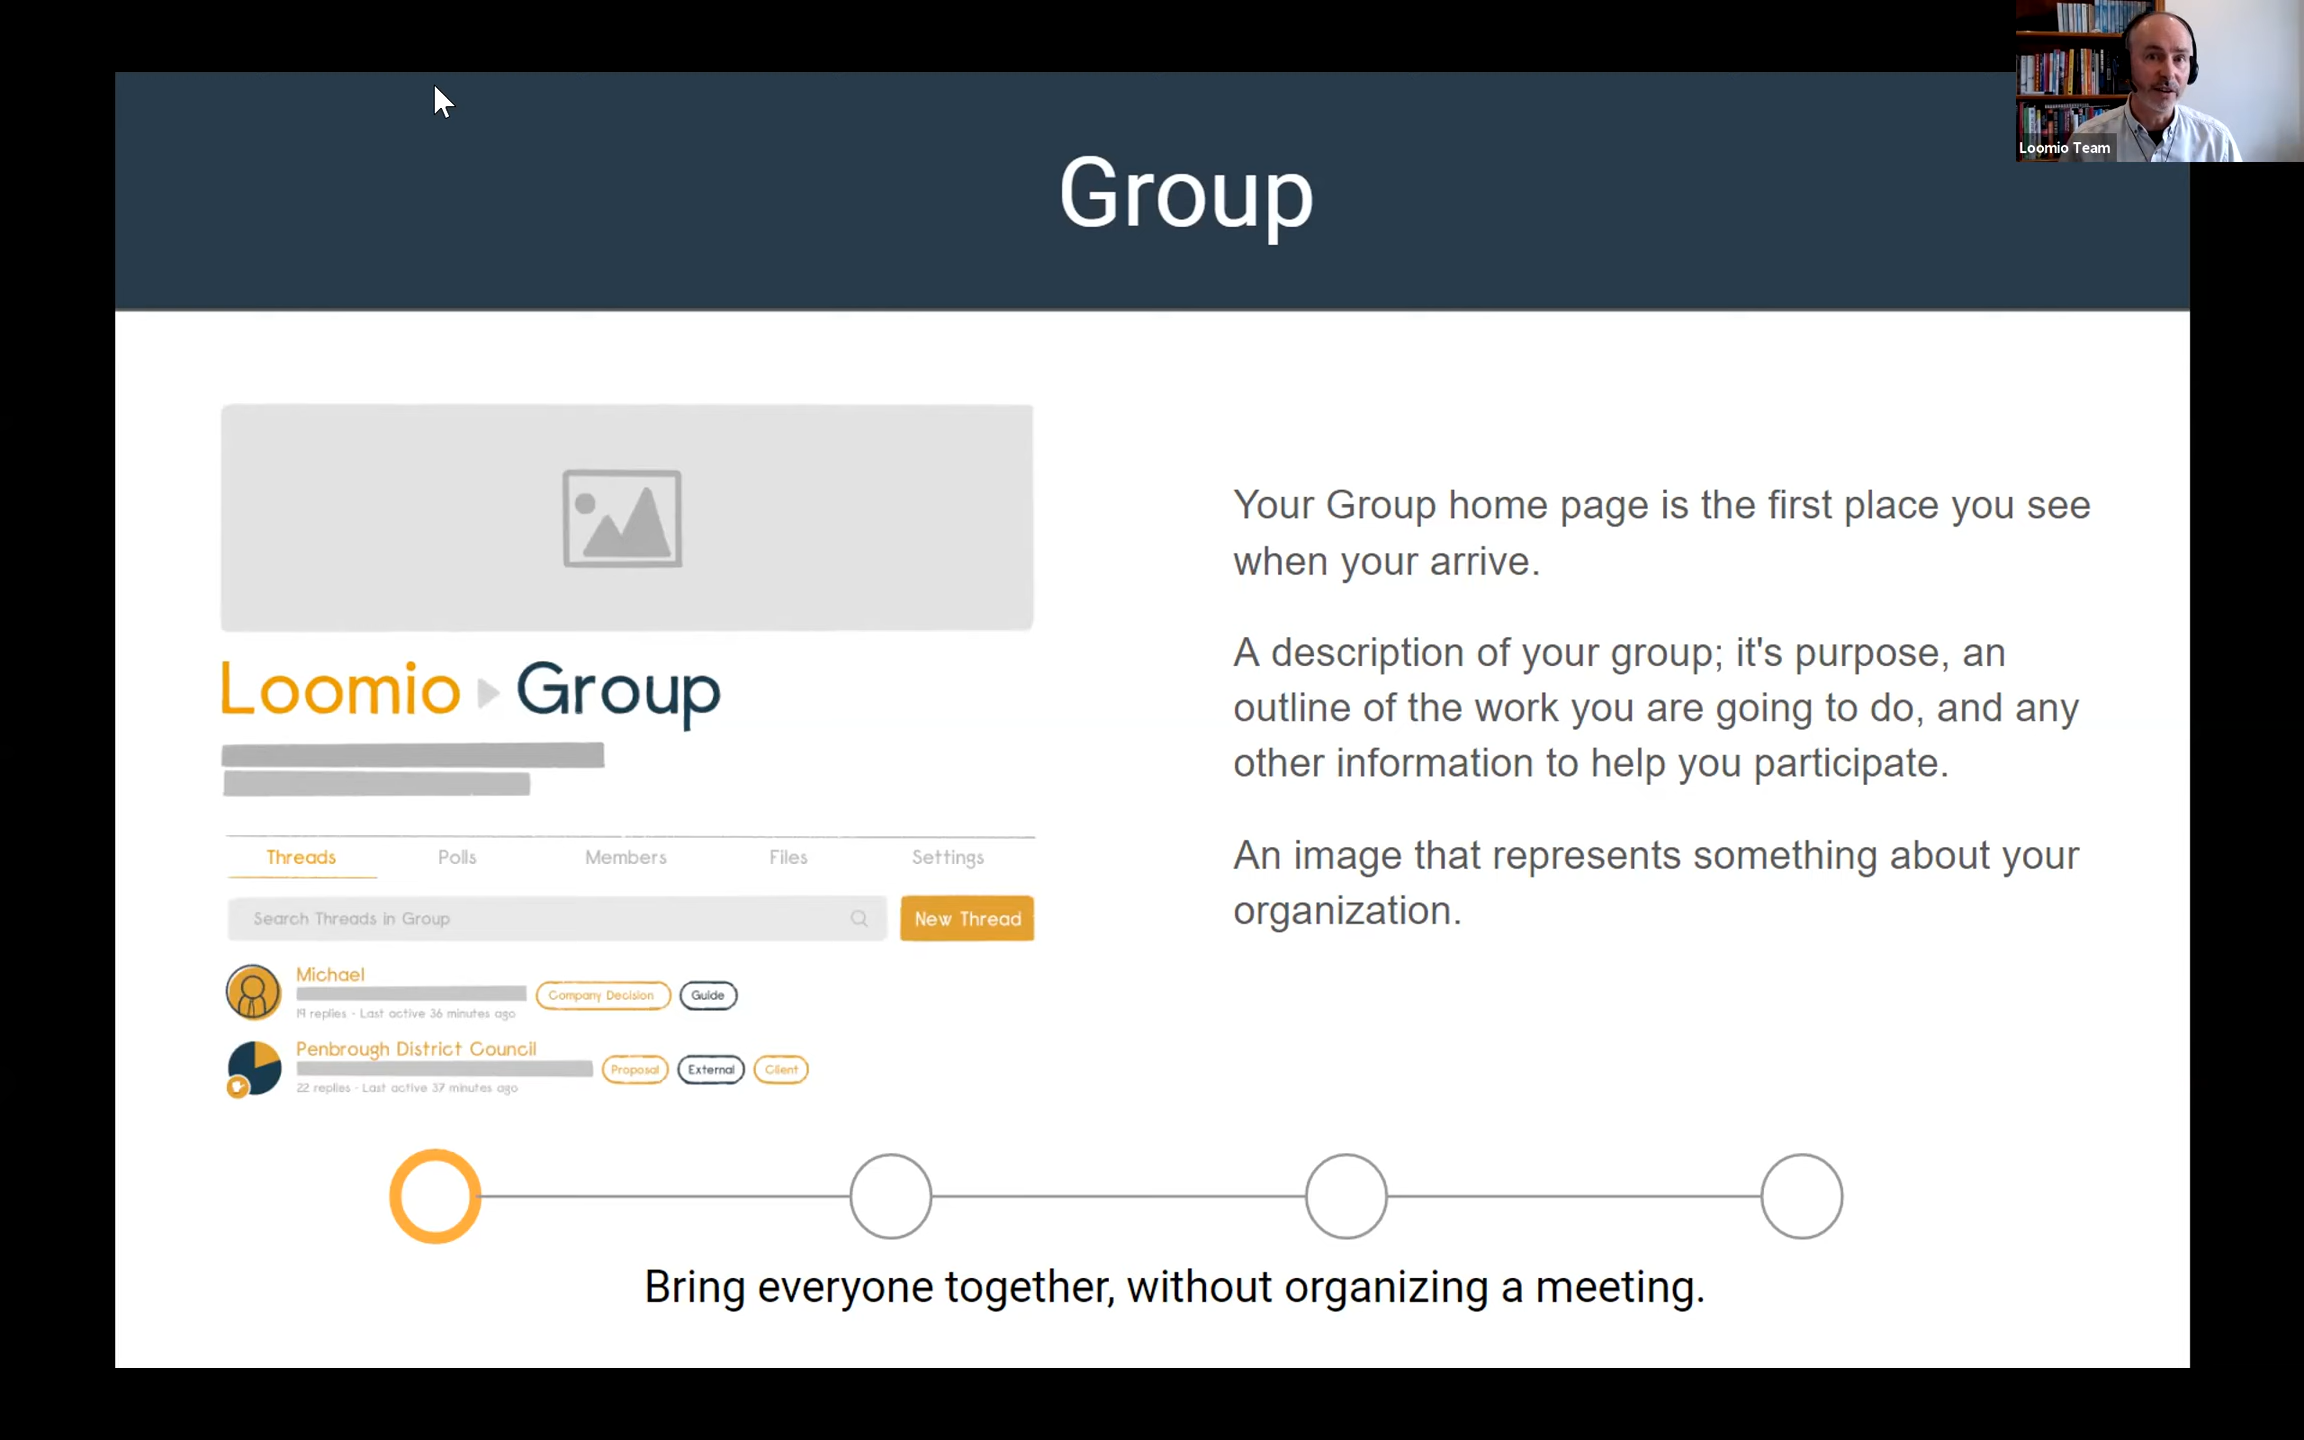 Loomio Team
Group
Your Group home page is the first place you see
when your arrive.
A description of your group; it's purpose, an
outline of the work you are going to do, and any
other information to help you participate.
An image that represents something about your
organization.
Loomio Group
Threads Polls Members Files Settings
Search Threads in Group New Thread
Michael
Company Decision Guide
19 replies - Last active 36 minutes ago
Penbrough District Council
Proposal External Client
22 replies - Last active 37 minutes ago
Bring everyone together, without organizing a meeting.